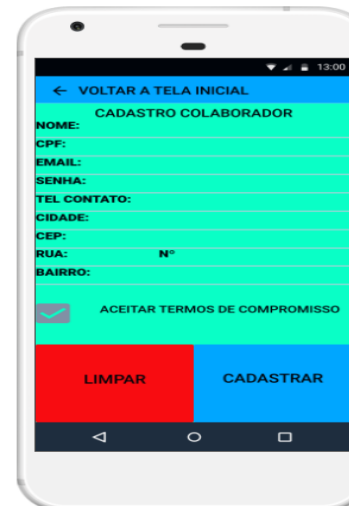 13:00
← VOLTAR A TELA INICIAL
CADASTRO COLABORADOR
NOME:
CPF:
EMAIL:
SENHA:
TEL CONTATO:
CIDADE:
CEP:
RUA: Nº
BAIRRO:
ACEITAR TERMOS DE COMPROMISSO
LIMPAR CADASTRAR